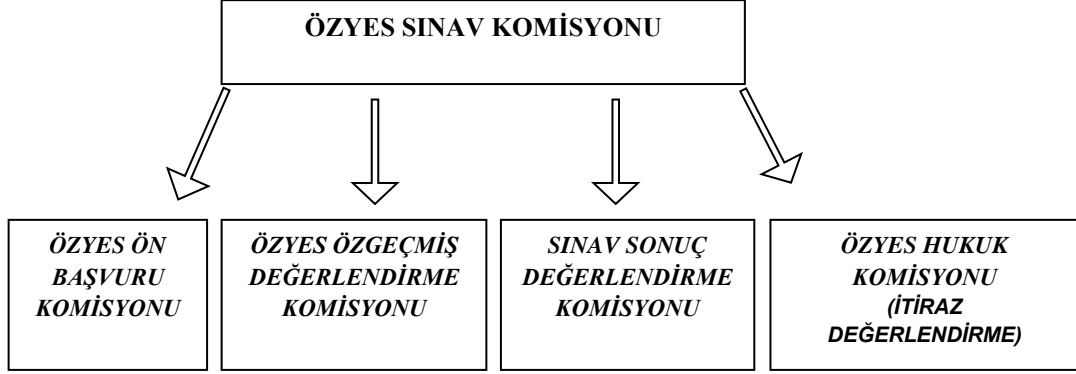 ÖZYES SINAV KOMİSYONU
ÖZYES ÖN
BAŞVURU
KOMİSYONU
ÖZYES ÖZGEÇMİŞ
DEĞERLENDİRME
KOMİSYONU
SINAV SONUÇ
DEĞERLENDİRME
KOMİSYONU
ÖZYES HUKUK
KOMİSYONU
(İTİRAZ
DEĞERLENDİRME)